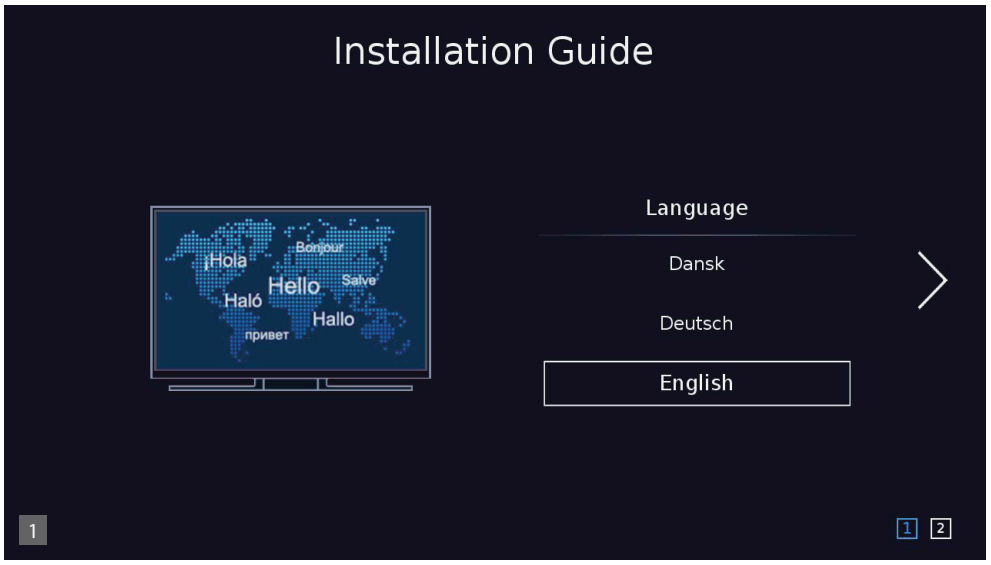 Installation Guide
Bonjour
¡Hola
Salve
Hello
Haló
Hallo
привет
Language
Dansk
Deutsch
English
1
1 2